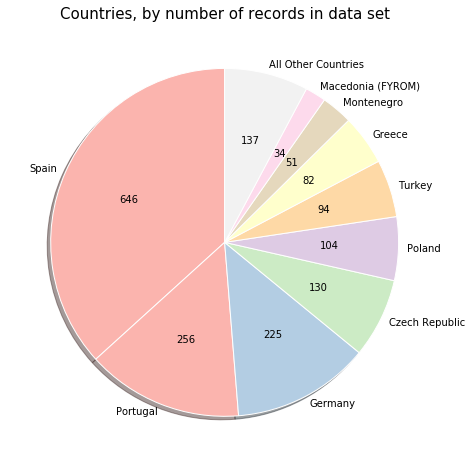 Countries, by number of records in data set
All Other Countries
Macedonia (FYROM)
Montenegro
Greece
Turkey
Poland
Czech Republic
Germany
Portugal
Spain
137
34
51
82
94
104
130
225
256
646